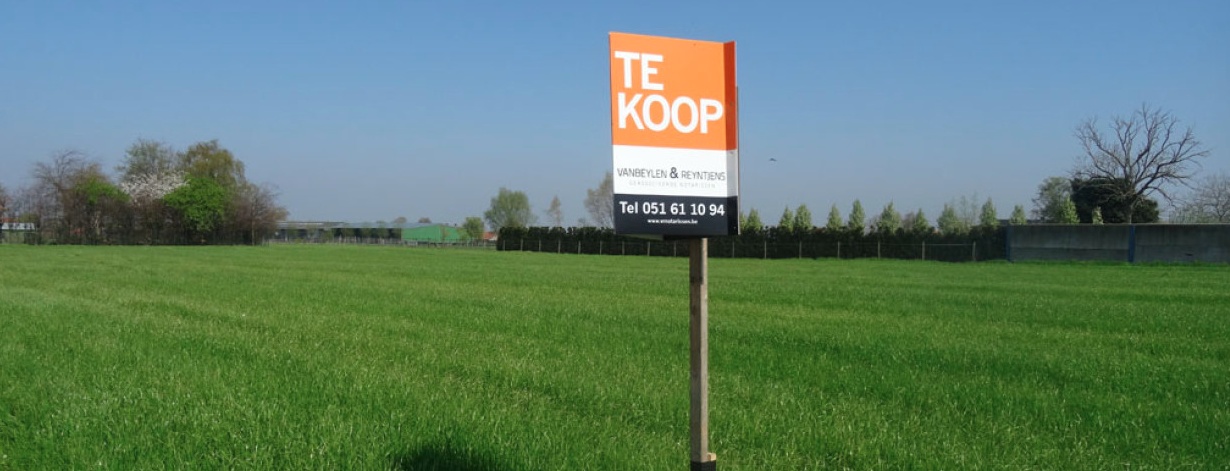 TE
KOOP
VANBEYLEN & REYNTJENS
Tel 051 61 10 94